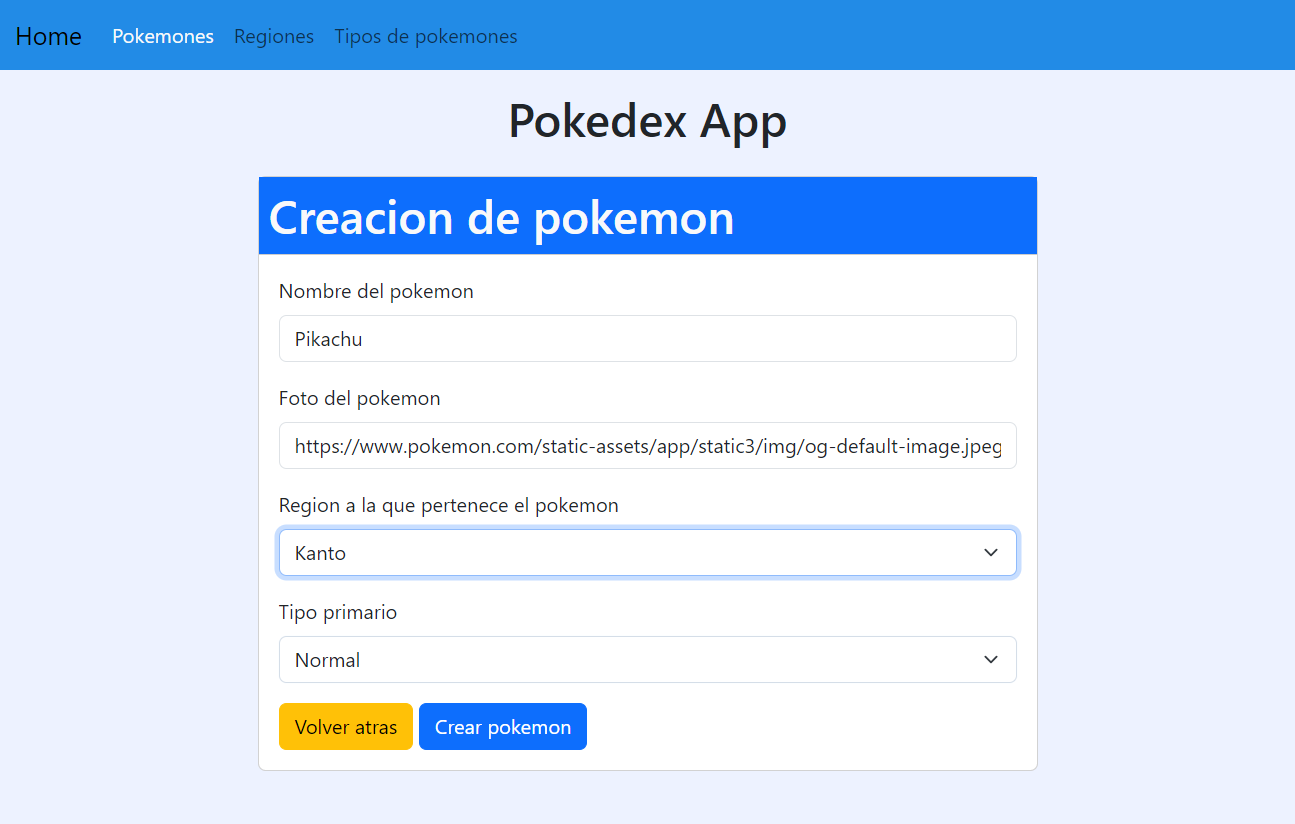 Home Pokemones Regiones Tipos de pokemones
Pokedex App
Creacion de pokemon
Nombre del pokemon
Pikachu
Foto del pokemon
https://www.pokemon.com/static-assets/app/static3/img/og-default-image.jpeg
Region a la que pertenece el pokemon
Kanto
Tipo primario
Normal
Volver atras Crear pokemon